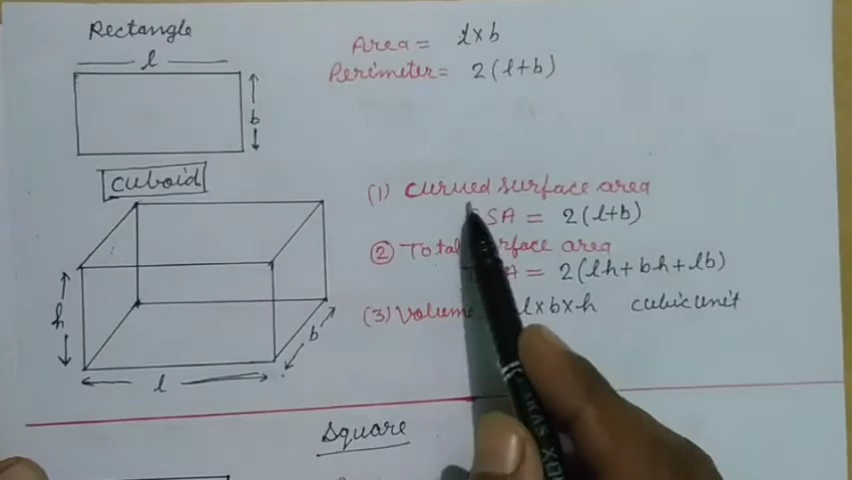 Rectangle
l
b
Area = l×b
Perimeter = 2(l+b)
cuboid
h
l
b
(1) Curved surface area
SA = 2(l+b)
(2) Total surface area
A = 2(lh+bh+lb)
(3) Volume l×b×h cubic unit
Square